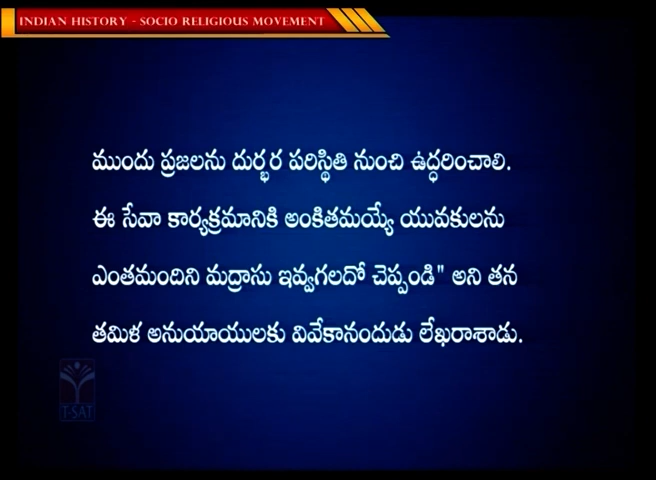 INDIAN HISTORY - SOCIO RELIGIOUS MOVEMENT
ముందు ప్రజలను దుర్భర పరిస్థితి నుంచి ఉద్ధరించాలి.
ఈ సేవా కార్యక్రమానికి అంకితమయ్యే యువకులను
ఎంతమందిని మద్రాసు ఇవ్వగలదో చెప్పండి" అని తన
తమిళ అనుయాయులకు వివేకానందుడు లేఖరాశాడు.
T-SAT